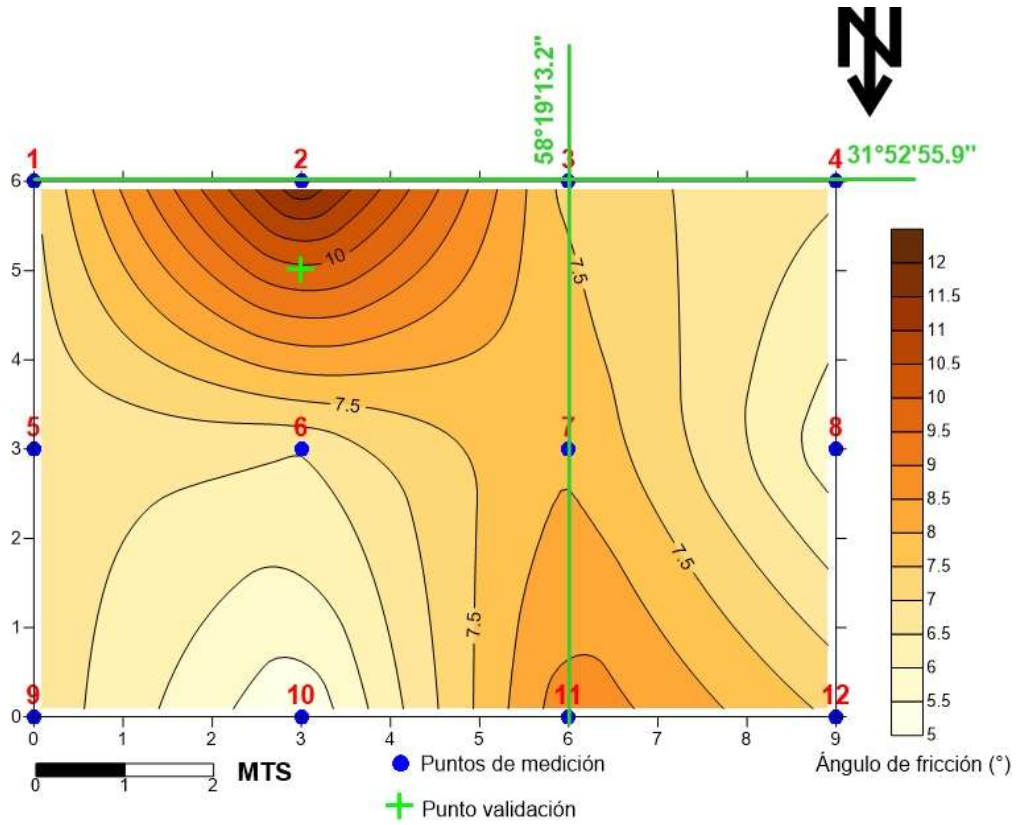 N
58°19'13.2"
31°52'55.9"
1 2 3 4
6
5
4
3
2
1
0
10
7.5
7.5
5 6 7 8
7.5
7.5
9 10 11 12
0 1 2 3 4 5 6 7 8 9
12
11.5
11
10.5
10
9.5
9
8.5
8
7.5
7
6.5
6
5.5
5
Ángulo de fricción (°)
MTS
0 1 2
Puntos de medición
Punto validación